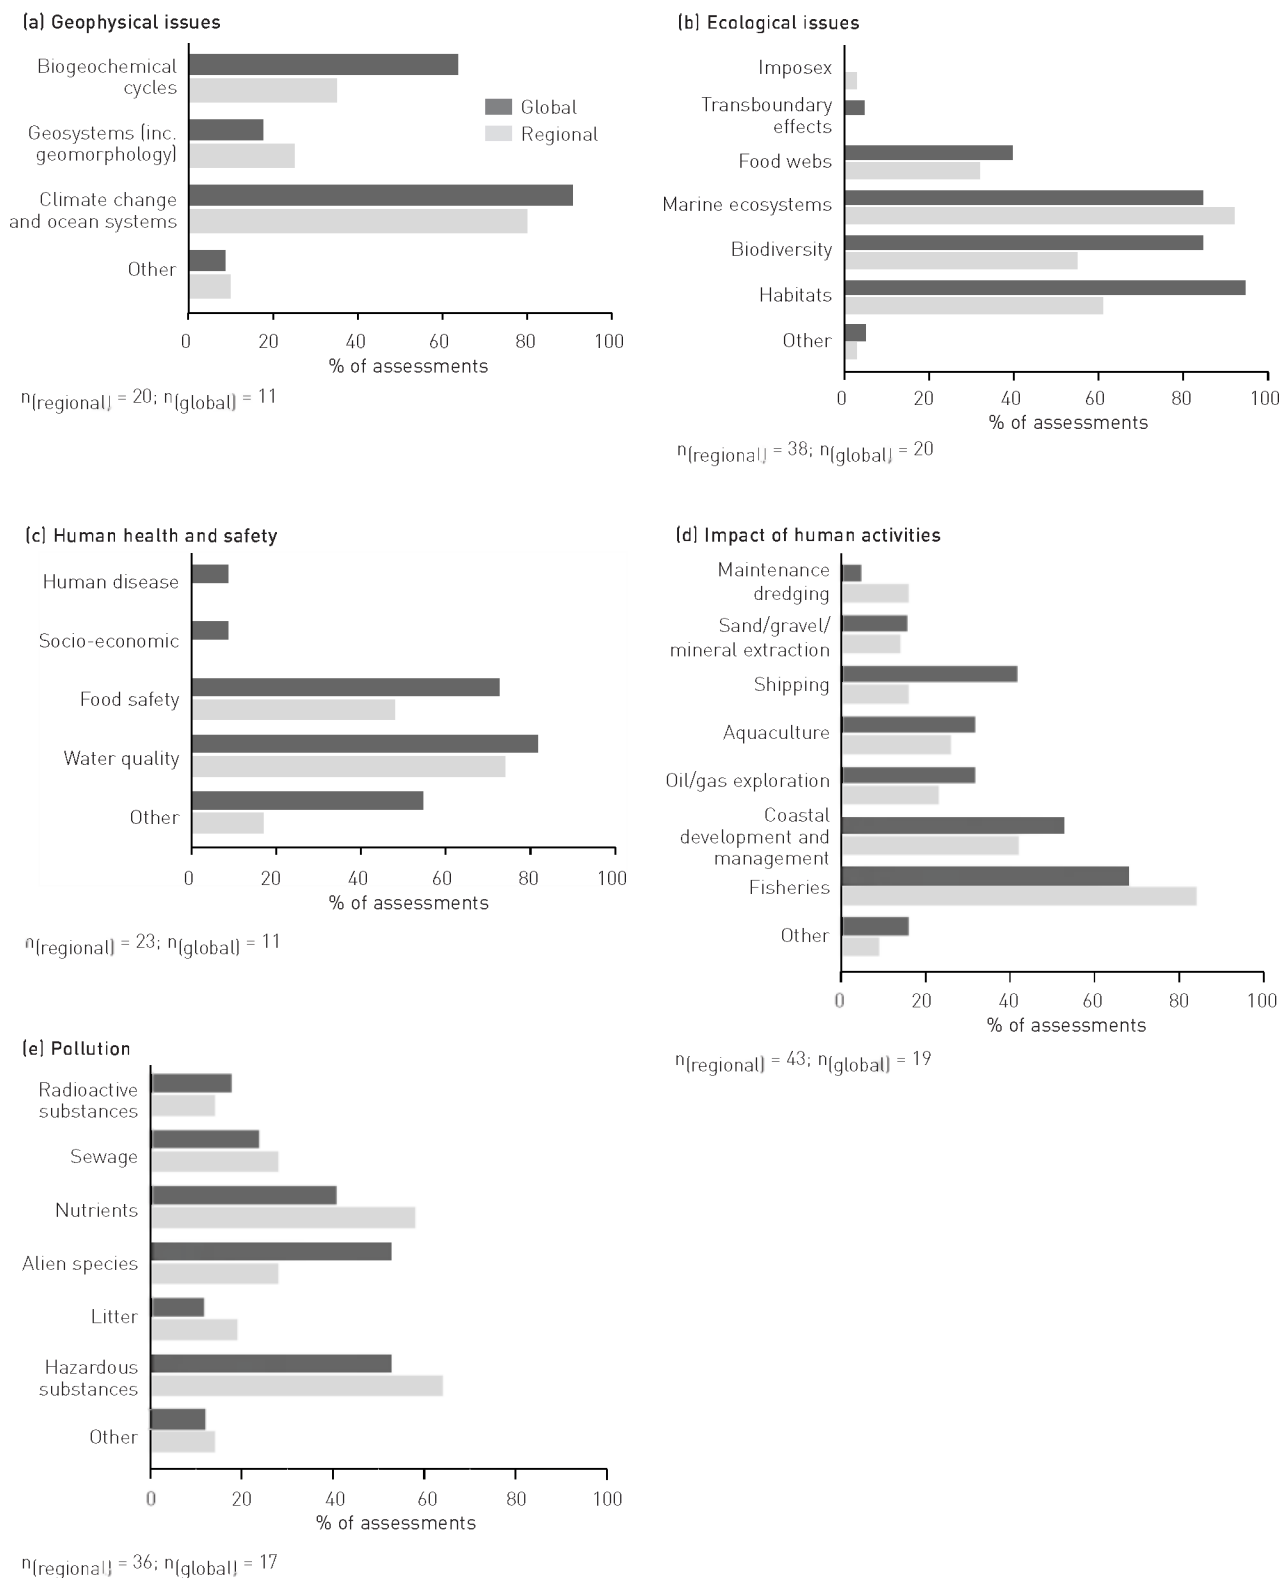 (a) Geophysical issues
Biogeochemical
cycles
Geosystems (inc.
geomorphology)
Climate change
and ocean systems
Other
Global
Regional
0 20 40 60 80 100
% of assessments
n(regional) = 20; n(global) = 11
(b) Ecological issues
Imposex
Transboundary
effects
Food webs
Marine ecosystems
Biodiversity
Habitats
Other
0 20 40 60 80 100
% of assessments
n(regional) = 38; n(global) = 20
(c) Human health and safety
Human disease
Socio-economic
Food safety
Water quality
Other
0 20 40 60 80 100
% of assessments
n(regional) = 23; n(global) = 11
(d) Impact of human activities
Maintenance
dredging
Sand/gravel/
mineral extraction
Shipping
Aquaculture
Oil/gas exploration
Coastal
development and
management
Fisheries
Other
0 20 40 60 80 100
% of assessments
n(regional) = 43; n(global) = 19
(e) Pollution
Radioactive
substances
Sewage
Nutrients
Alien species
Litter
Hazardous
substances
Other
0 20 40 60 80 100
% of assessments
n(regional) = 36; n(global) = 17